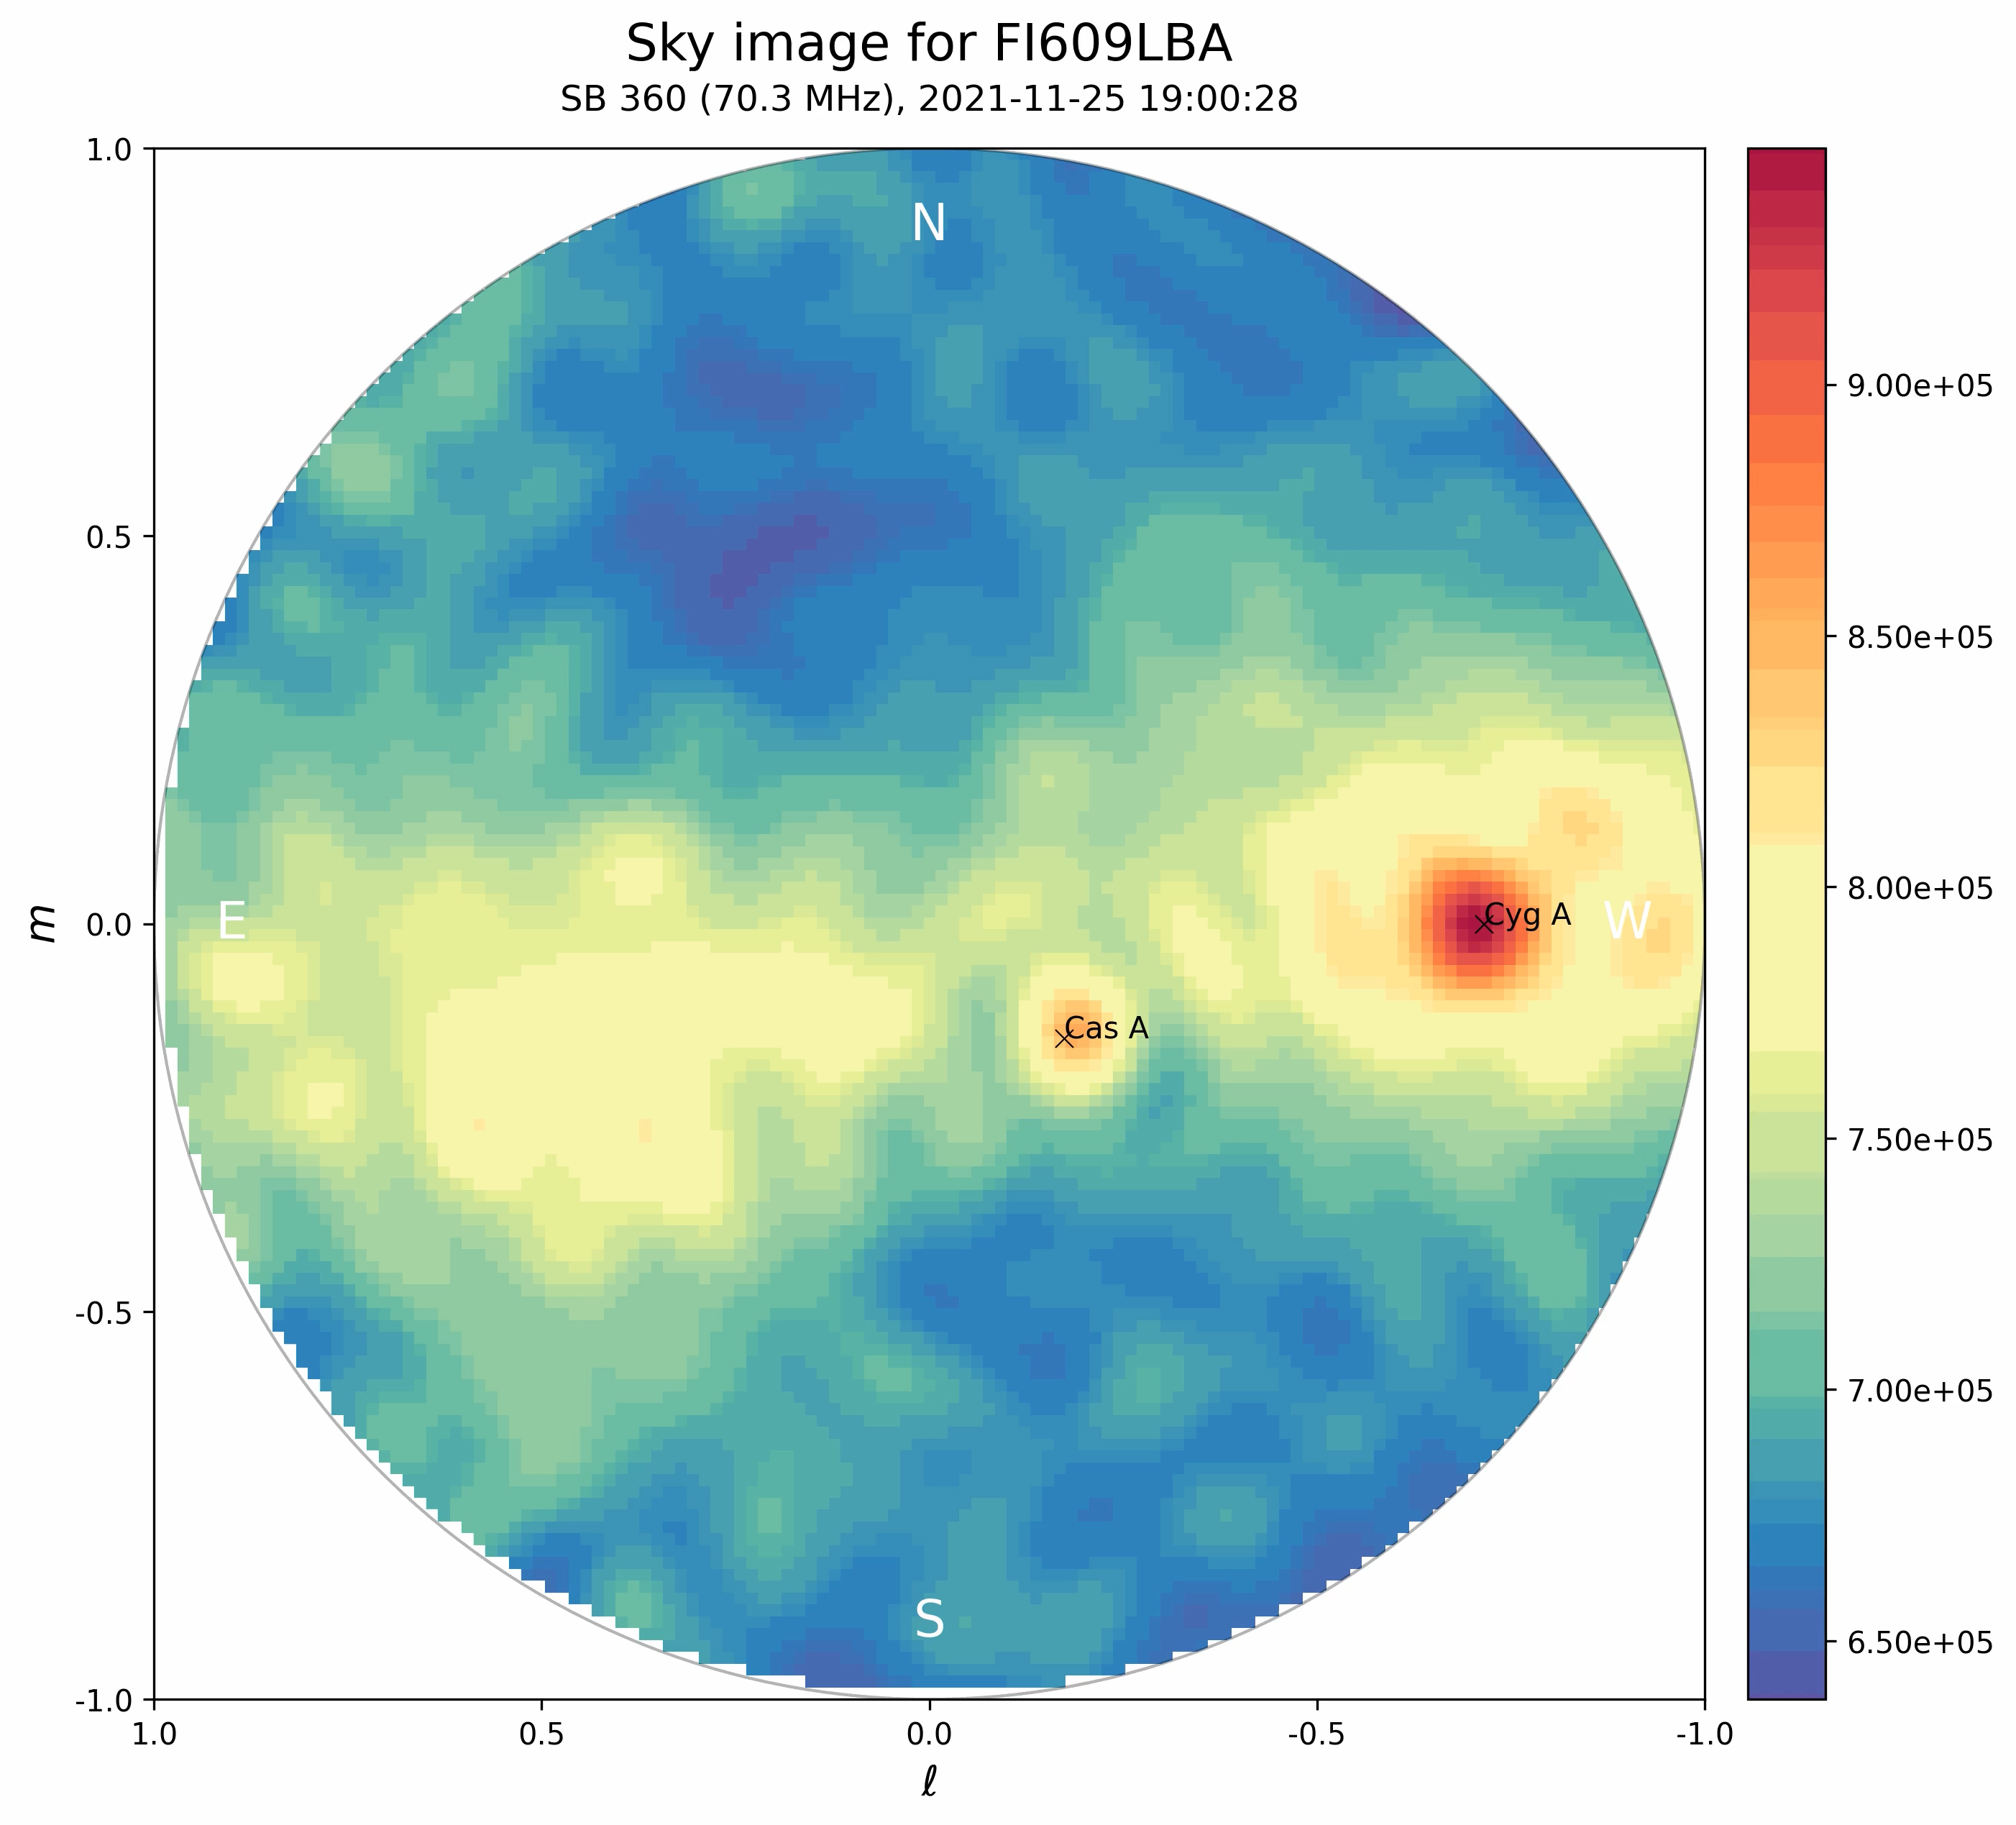 Sky image for FI609LBA
SB 360 (70.3 MHz), 2021-11-25 19:00:28
1.0
0.5
0.0
-0.5
-1.0
m
N
E
Cyg A
W
Cas A
S
1.0
0.5
0.0
-0.5
-1.0
ℓ
9.00e+05
8.50e+05
8.00e+05
7.50e+05
7.00e+05
6.50e+05